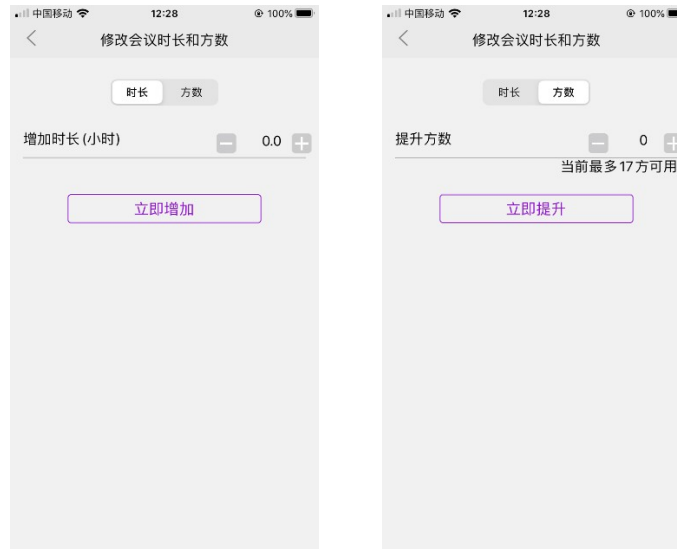 中国移动 12:28 100%
修改会议时长和方数
时长 方数
增加时长(小时) 0.0
立即增加
中国移动 12:28 100%
修改会议时长和方数
时长 方数
提升方数 0
当前最多17方可用
立即提升